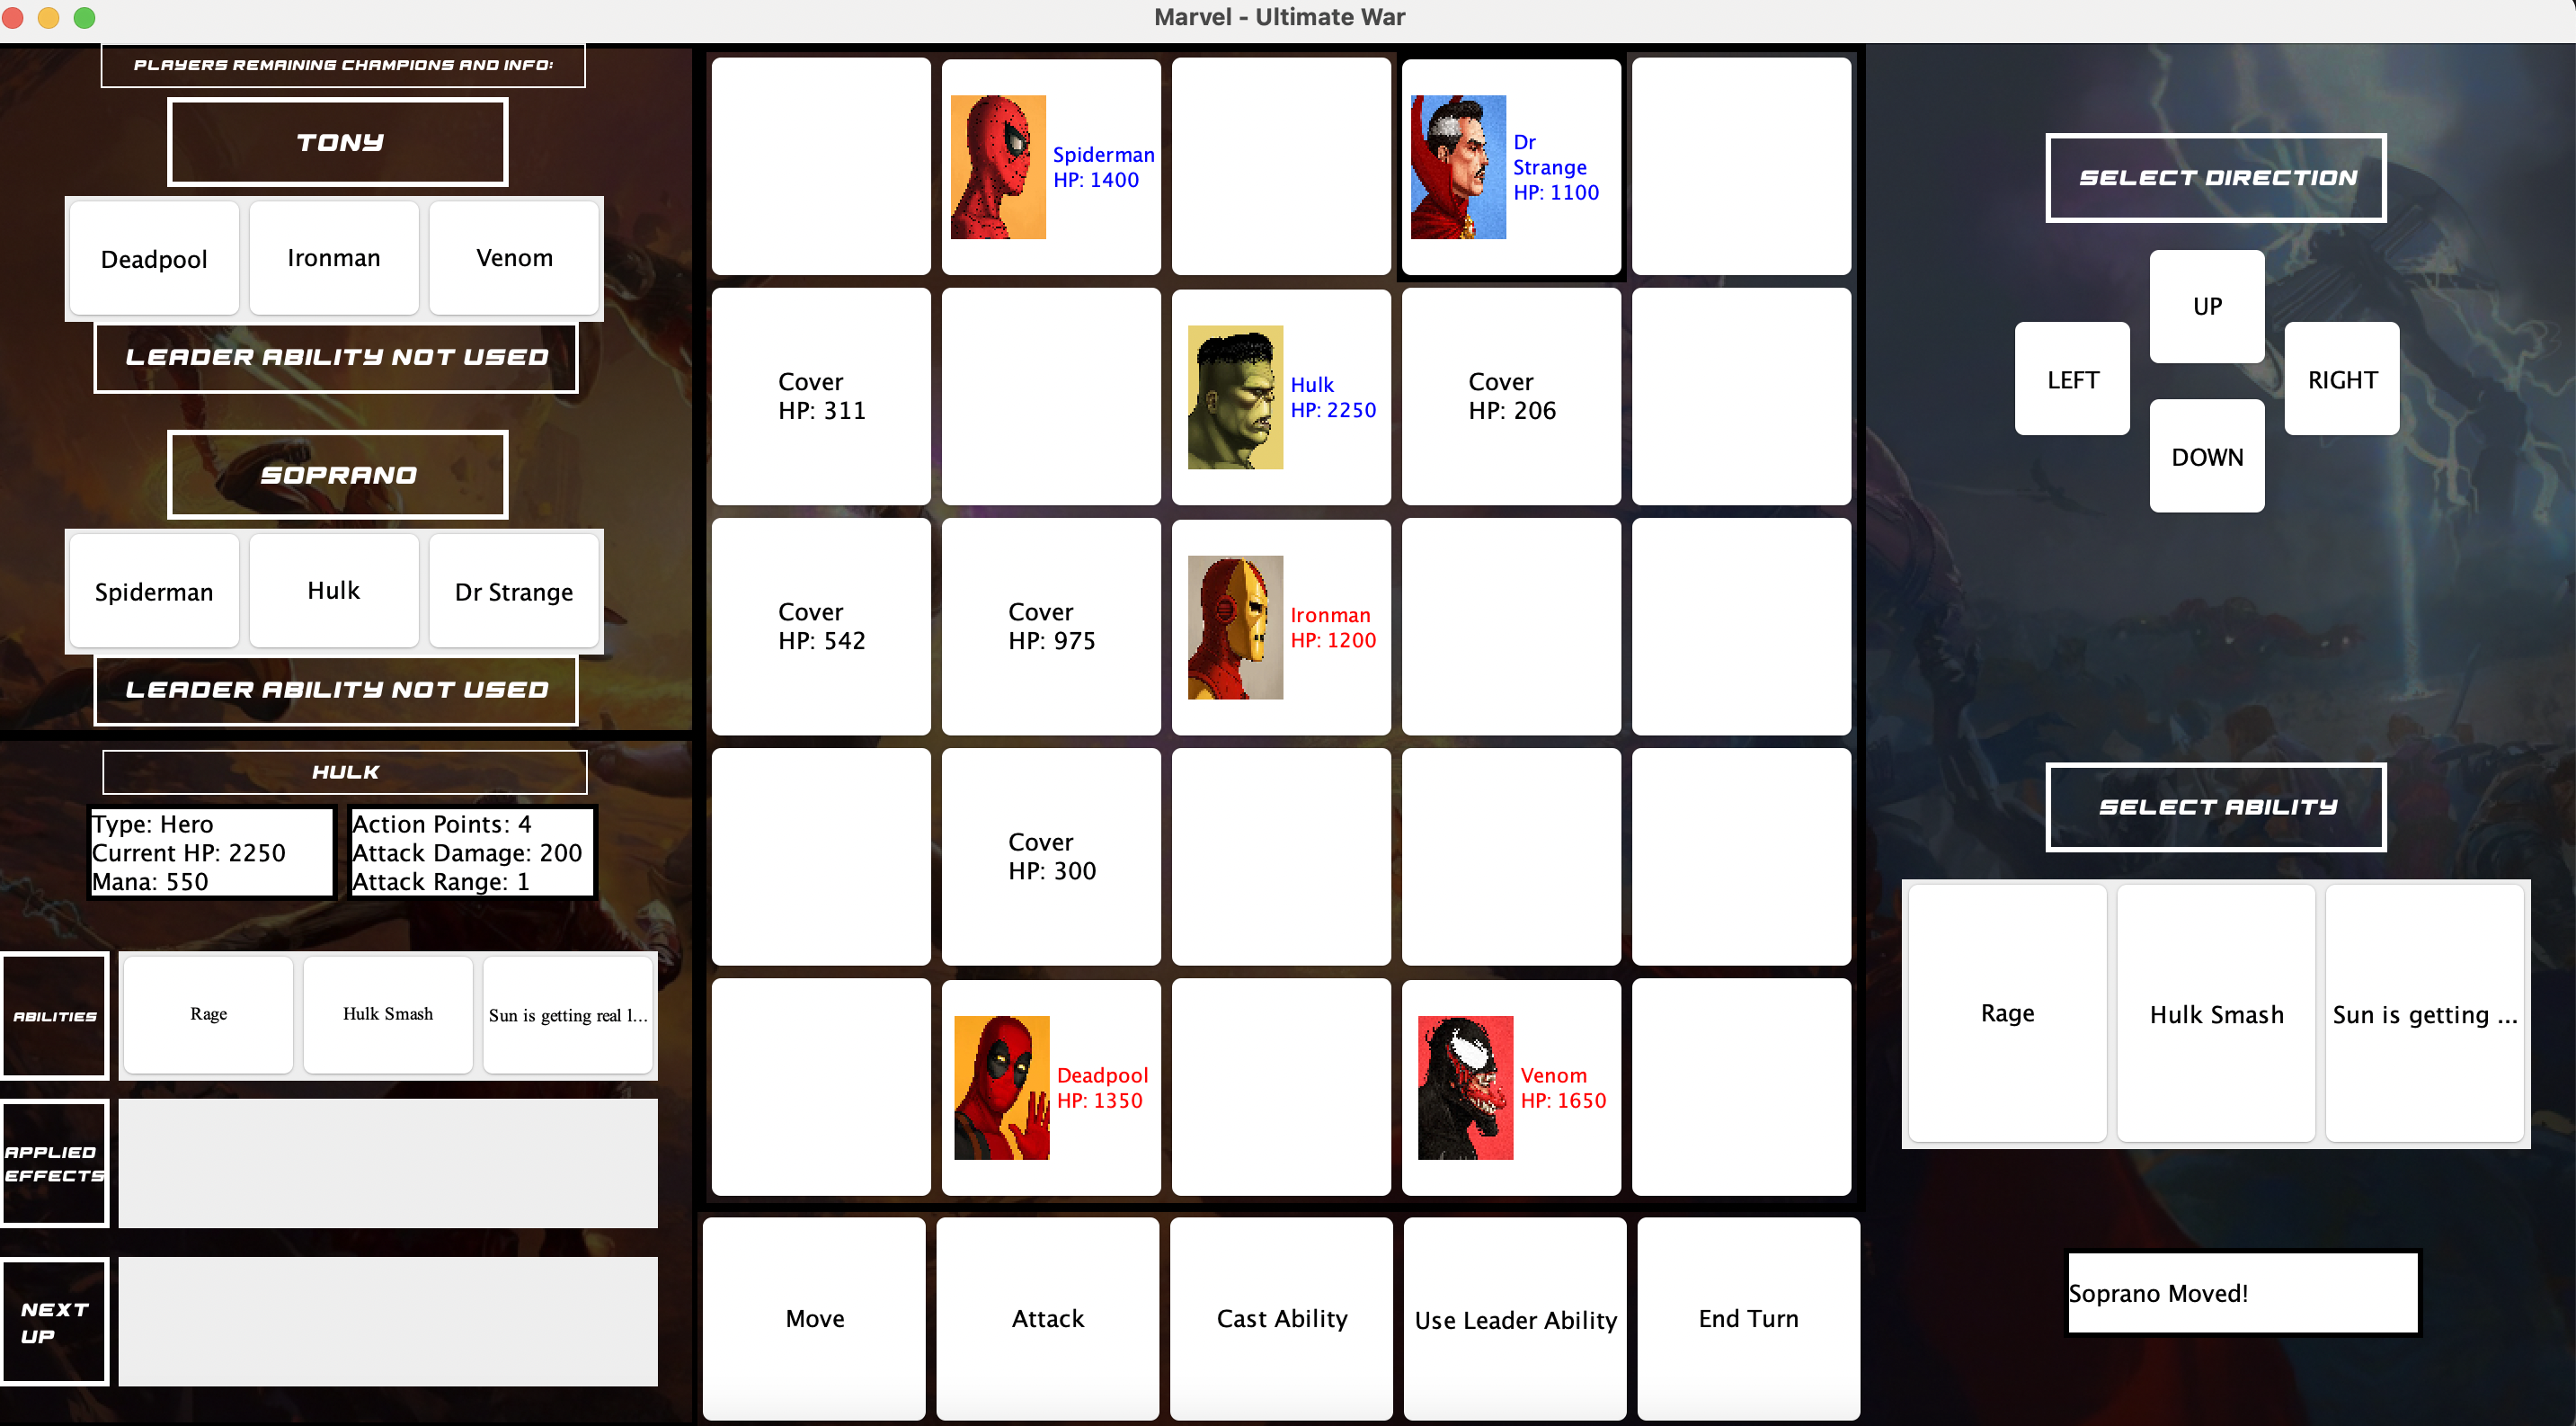 Marvel - Ultimate War
PLAYERS REMAINING CHAMPIONS AND INFO:
TONY
Deadpool
Ironman
Venom
LEADER ABILITY NOT USED
SOPRANO
Spiderman
Hulk
Dr Strange
LEADER ABILITY NOT USED
HULK
Type: Hero
Current HP: 2250
Mana: 550
Action Points: 4
Attack Damage: 200
Attack Range: 1
ABILITIES
Rage
Hulk Smash
Sun is getting real l...
APPLIED
EFFECTS
NEXT
UP
Spiderman
HP: 1400
Dr
Strange
HP: 1100
Cover
HP: 311
Hulk
HP: 2250
Cover
HP: 206
Cover
HP: 542
Cover
HP: 975
Ironman
HP: 1200
Cover
HP: 300
Deadpool
HP: 1350
Venom
HP: 1650
Move
Attack
Cast Ability
Use Leader Ability
End Turn
SELECT DIRECTION
UP
LEFT
RIGHT
DOWN
SELECT ABILITY
Rage
Hulk Smash
Sun is getting ...
Soprano Moved!